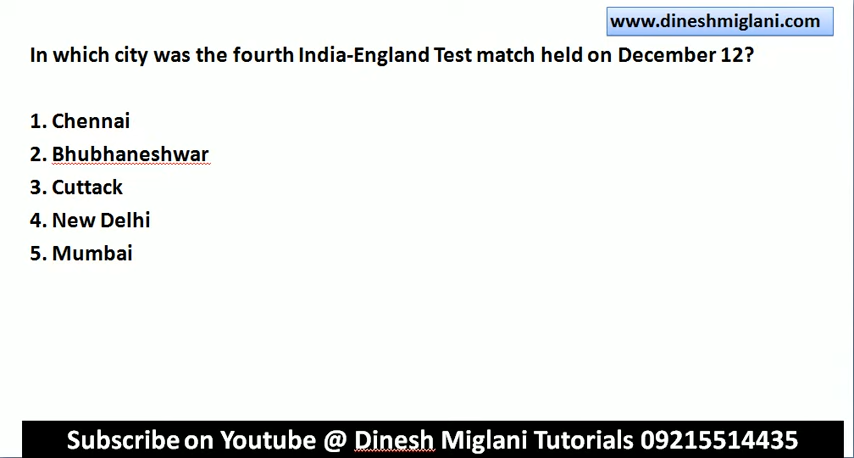 www.dineshmiglani.com
In which city was the fourth India-England Test match held on December 12?
1. Chennai
2. Bhubhaneshwar
3. Cuttack
4. New Delhi
5. Mumbai
Subscribe on Youtube @ Dinesh Miglani Tutorials 09215514435